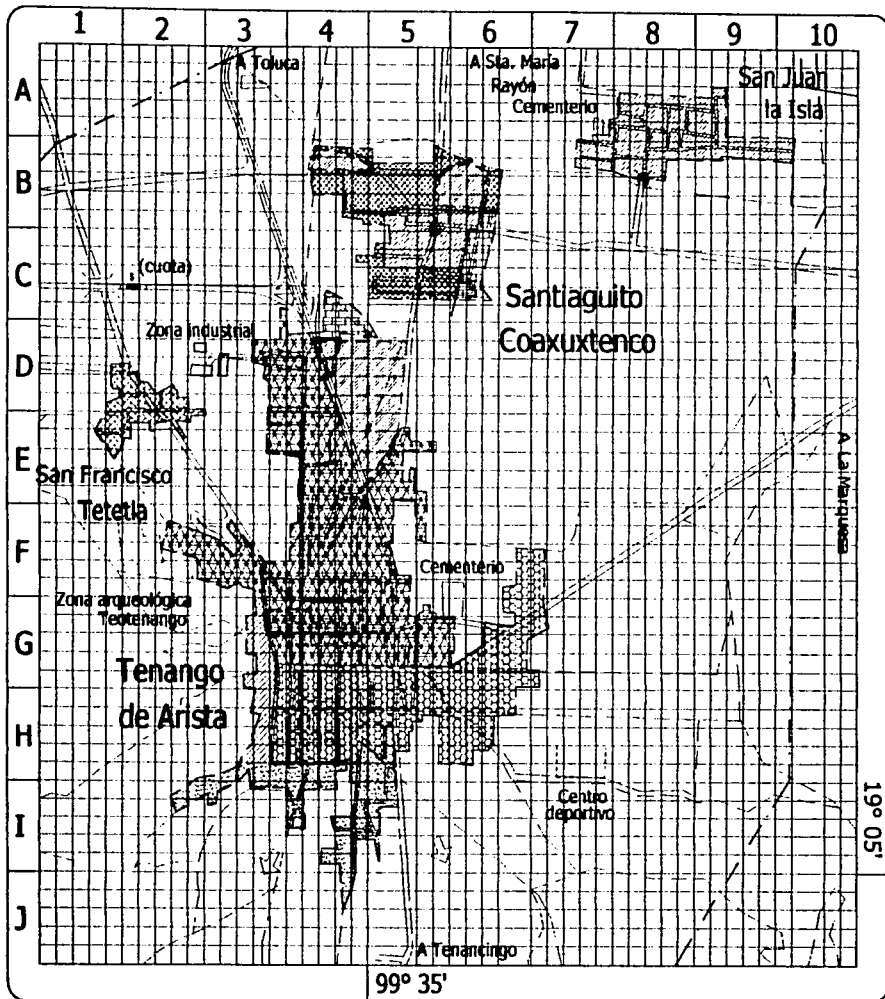 1 2 3 4 5 6 7 8 9 10
A
B
C
D
E
F
G
H
I
J
A Toluca
A Sta. María
Rayón
Cementerio
San Juan
la Isla
(cuota)
Santiaguito
Coaxuxtenco
Zona industrial
San Francisco
Tetetla
A La Marquesa
Cementerio
Zona arqueológica
Teotenango
Tenango
de Arista
Centro
deportivo
19° 05'
A Tenancingo
99° 35'